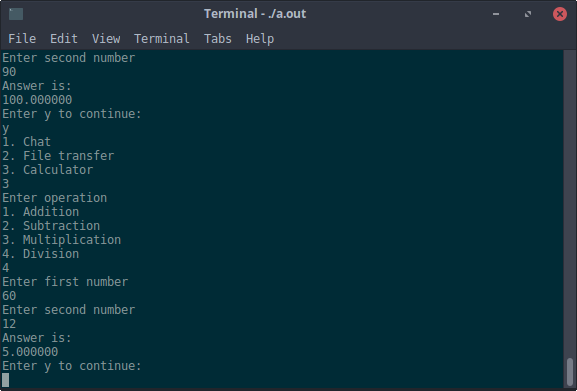 Terminal - ./a.out
File Edit View Terminal Tabs Help
Enter second number
90
Answer is:
100.000000
Enter y to continue:
y
1. Chat
2. File transfer
3. Calculator
3
Enter operation
1. Addition
2. Subtraction
3. Multiplication
4. Division
4
Enter first number
60
Enter second number
12
Answer is:
5.000000
Enter y to continue: